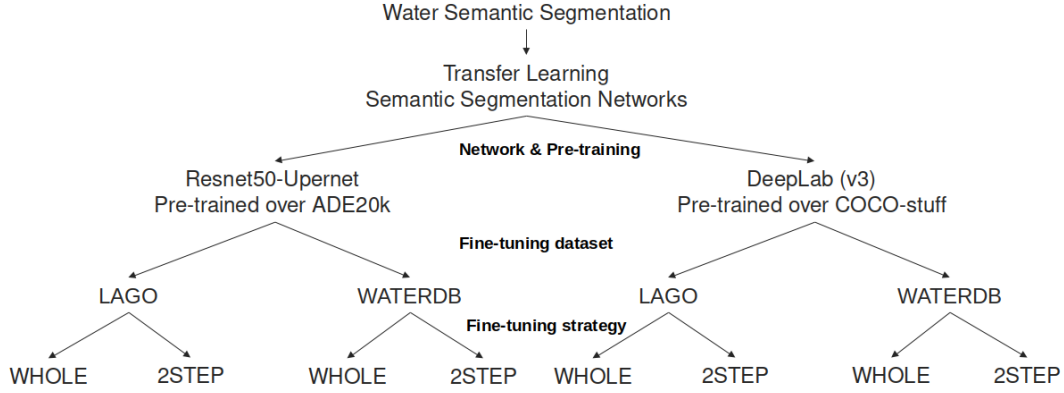 Water Semantic Segmentation
Transfer Learning
Semantic Segmentation Networks
Network & Pre-training
Resnet50-Upernet
Pre-trained over ADE20k
DeepLab (v3)
Pre-trained over COCO-stuff
Fine-tuning dataset
LAGO
WATERDB
LAGO
WATERDB
Fine-tuning strategy
WHOLE
2STEP
WHOLE
2STEP
WHOLE
2STEP
WHOLE
2STEP